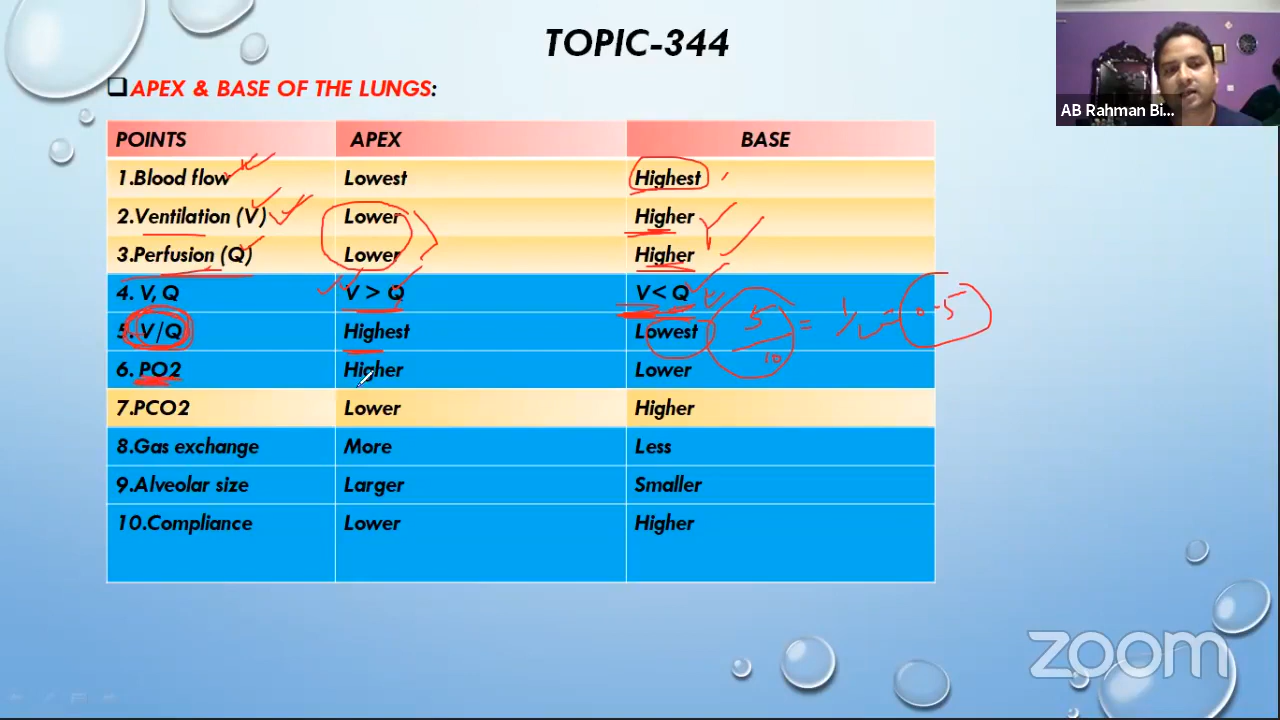 TOPIC-344
APEX & BASE OF THE LUNGS:
POINTS APEX BASE
1.Blood flow Lowest Highest
2.Ventilation (V) Lower Higher
3.Perfusion (Q) Lower Higher
4. V, Q V > Q V< Q
5. V/Q Highest Lowest 5/10 = 1/2 = 0.5
6. PO2 Higher Lower
7.PCO2 Lower Higher
8.Gas exchange More Less
9.Alveolar size Larger Smaller
10.Compliance Lower Higher
AB Rahman Bi...
zoom